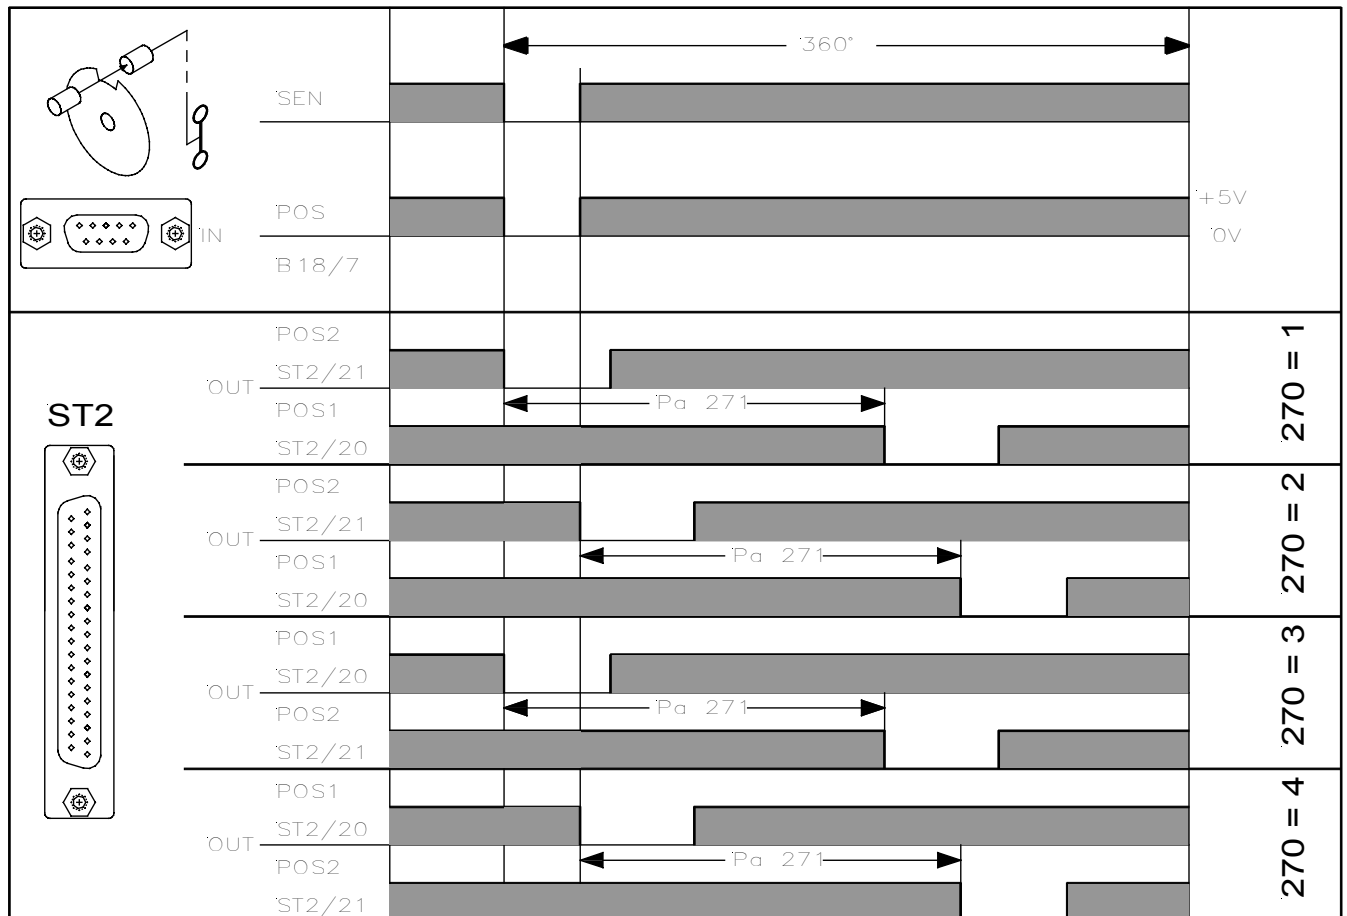 360°
SEN
POS
+5V
IN
0V
B18/7
POS2
ST2/21
OUT
Pa 271
POS1
ST2/20
270 = 1
ST2
POS2
ST2/21
OUT
Pa 271
POS1
ST2/20
270 = 2
POS1
ST2/20
OUT
Pa 271
POS2
ST2/21
270 = 3
POS1
ST2/20
OUT
Pa 271
POS2
ST2/21
270 = 4